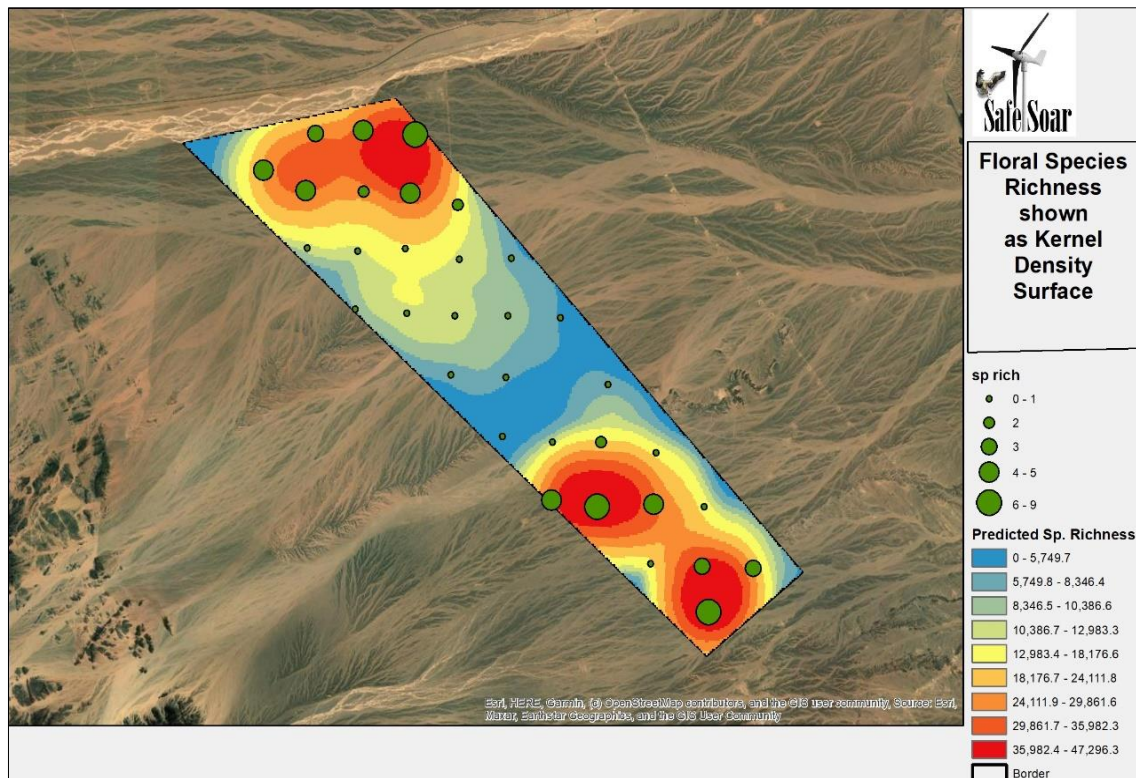 Safe Soar
Floral Species
Richness
shown
as Kernel
Density
Surface
sp rich
0 - 1
2
3
4 - 5
6 - 9
Predicted Sp. Richness
0 - 5,749.7
5,749.8 - 8,346.4
8,346.5 - 10,386.6
10,386.7 - 12,983.3
12,983.4 - 18,176.6
18,176.7 - 24,111.8
24,111.9 - 29,861.6
29,861.7 - 35,982.3
35,982.4 - 47,296.3
Border
Esri, HERE, Garmin, (c) OpenStreetMap contributors, and the GIS user community, Source: Esri,
Maxar, Earthstar Geographics, and the GIS User Community